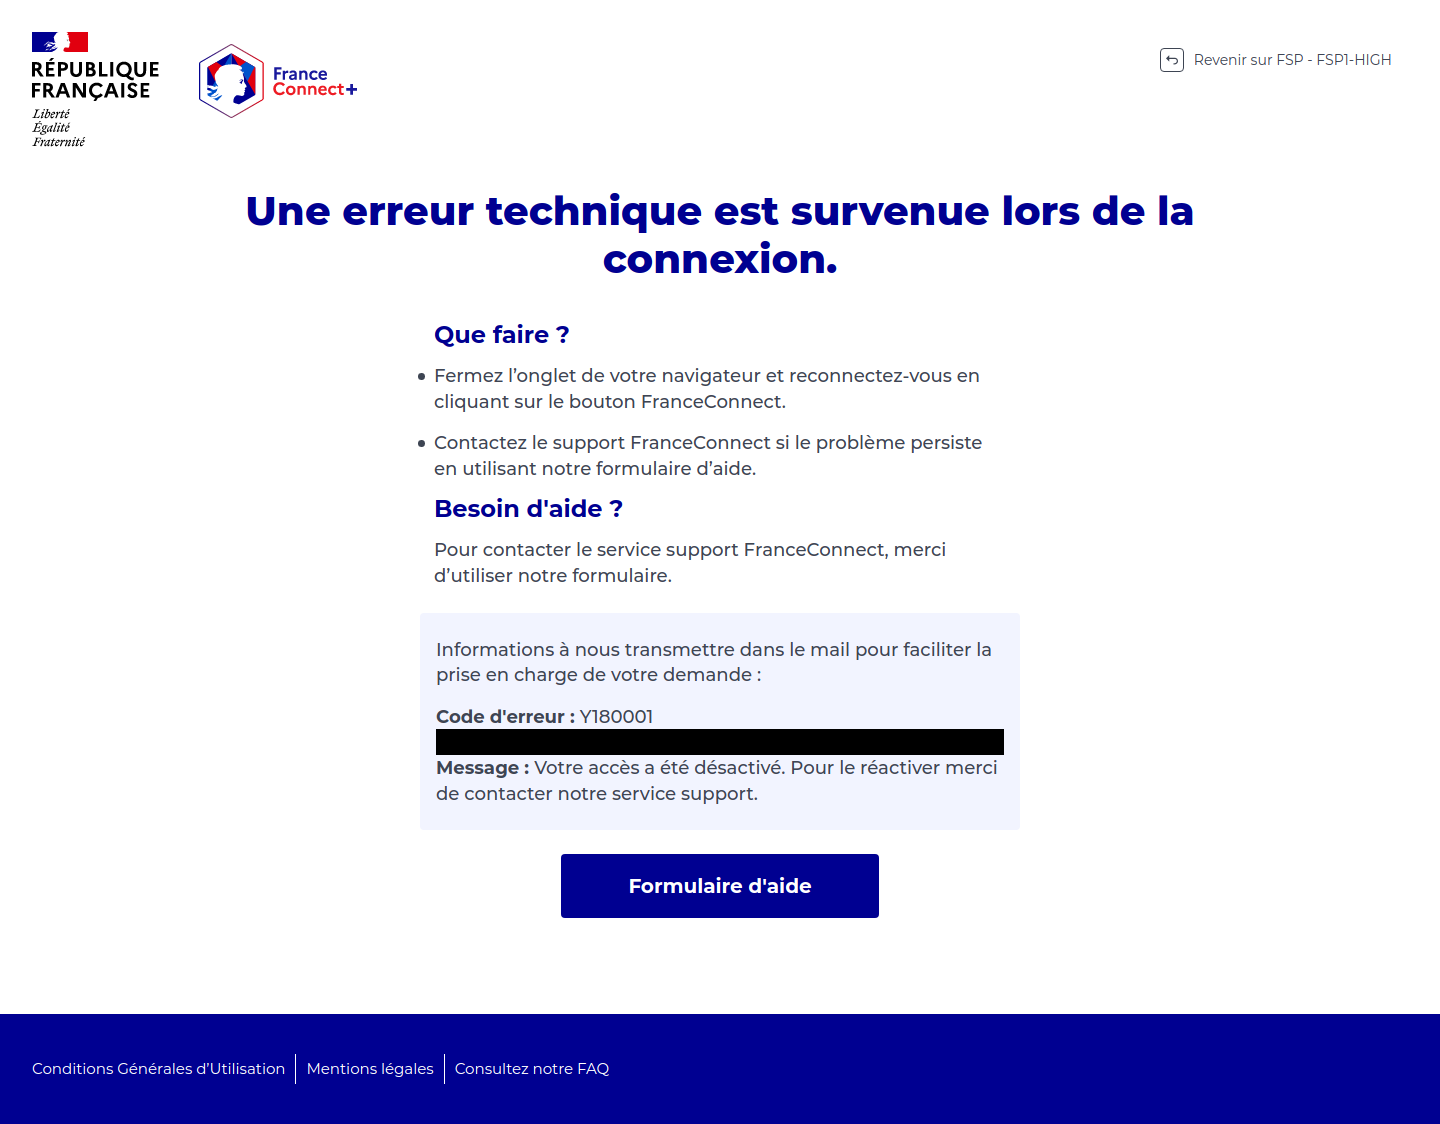 RÉPUBLIQUE
FRANÇAISE
Liberté
Égalité
Fraternité
France
Connect+
Revenir sur FSP - FSP1-HIGH
Une erreur technique est survenue lors de la
connexion.
Que faire ?
Fermez l’onglet de votre navigateur et reconnectez-vous en
cliquant sur le bouton FranceConnect.
Contactez le support FranceConnect si le problème persiste
en utilisant notre formulaire d’aide.
Besoin d'aide ?
Pour contacter le service support FranceConnect, merci
d’utiliser notre formulaire.
Informations à nous transmettre dans le mail pour faciliter la
prise en charge de votre demande :
Code d'erreur : Y180001
Message : Votre accès a été désactivé. Pour le réactiver merci
de contacter notre service support.
Formulaire d'aide
Conditions Générales d’Utilisation
Mentions légales
Consultez notre FAQ